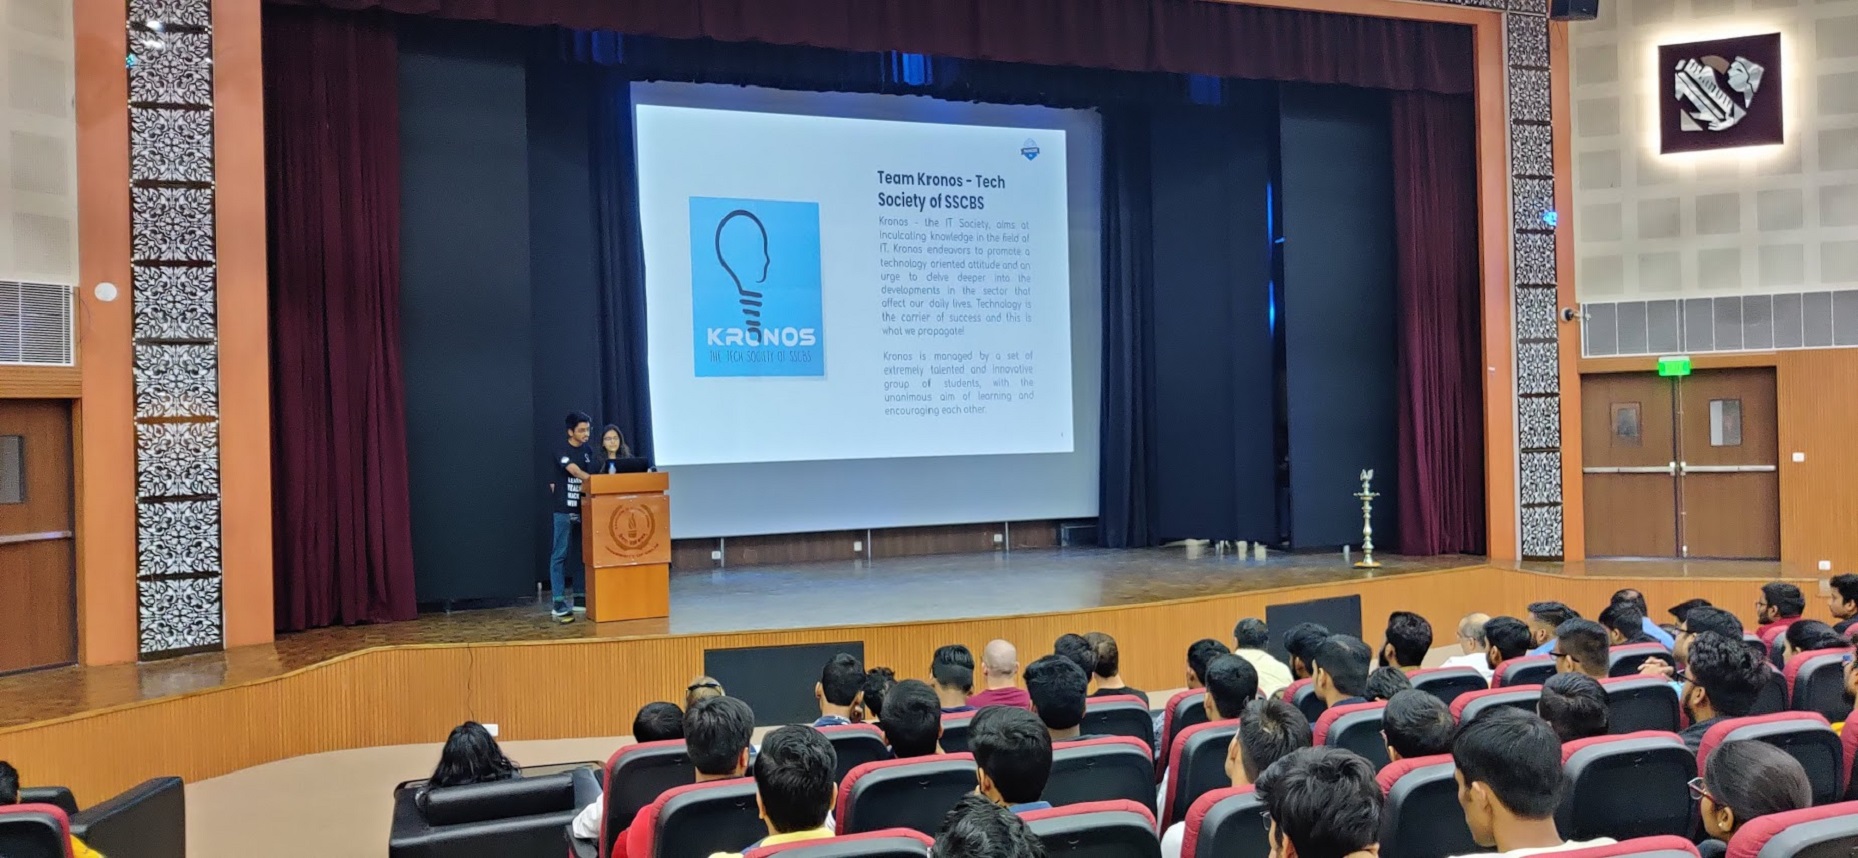 Team Kronos - Tech
Society of SSCBS
Kronos - the IT Society, aims at
inculcating knowledge in the field of
IT. Kronos endeavors to promote a
technology oriented attitude and an
urge to delve deeper into the
developments in the sector that
affect our daily lives. Technology is
the carrier of success and this is
what we propagate!
Kronos is managed by a set of
extremely talented and innovative
group of students, with the
unanimous aim of learning and
encouraging each other.
KRONOS
THE TECH SOCIETY OF SSCBS